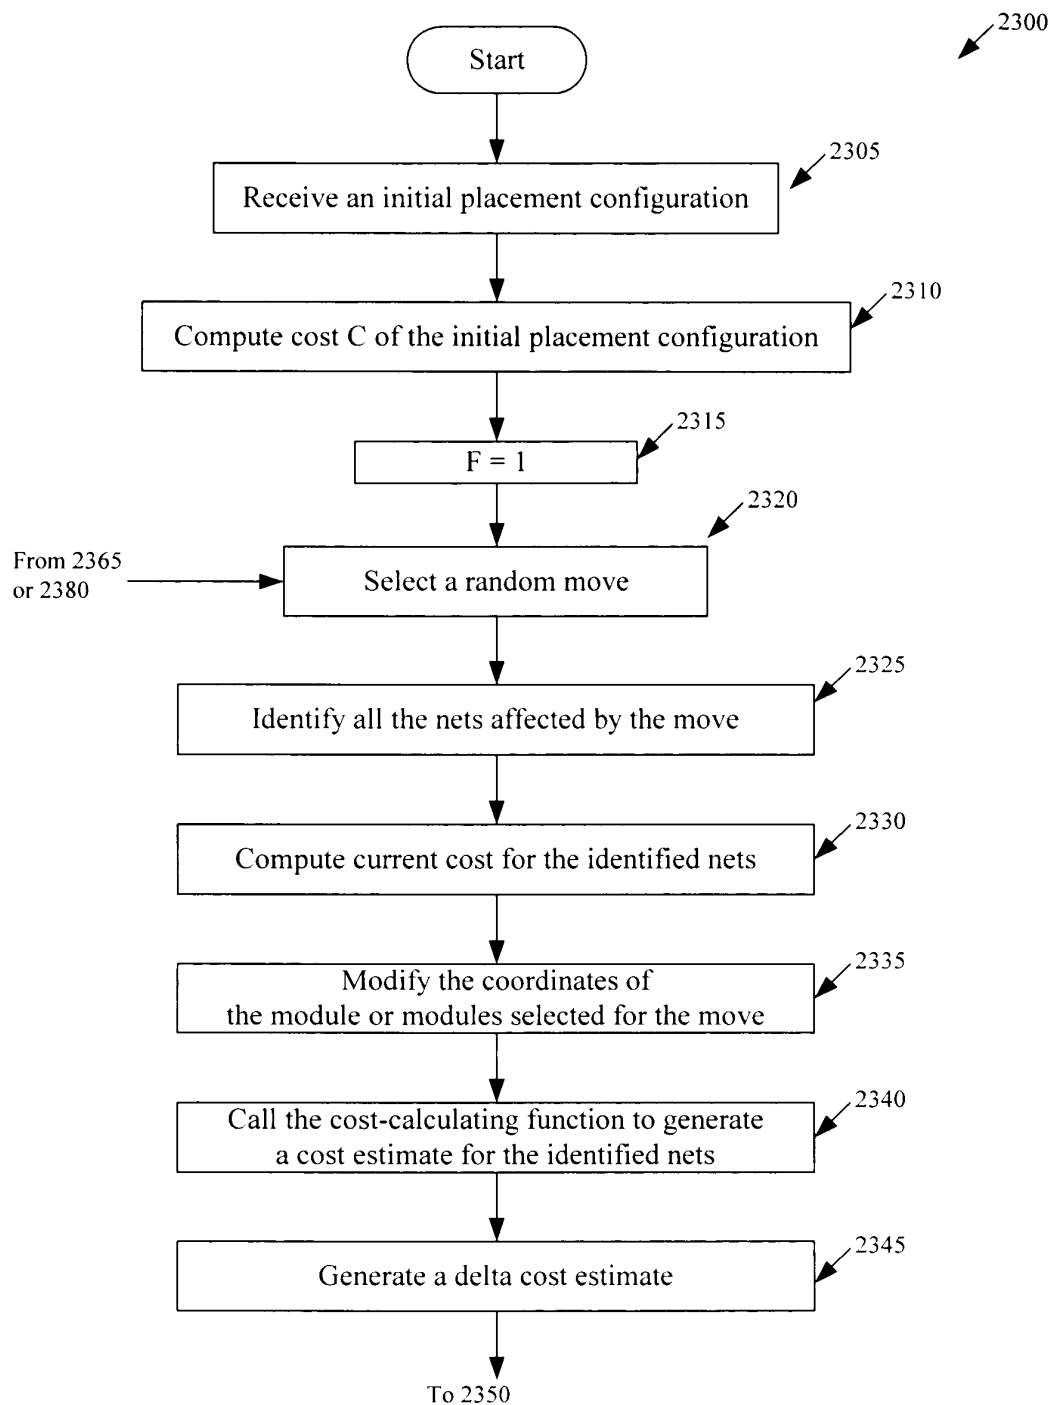 2300
Start
2305
Receive an initial placement configuration
2310
Compute cost C of the initial placement configuration
2315
F = 1
2320
From 2365
or 2380
Select a random move
2325
Identify all the nets affected by the move
2330
Compute current cost for the identified nets
2335
Modify the coordinates of
the module or modules selected for the move
2340
Call the cost-calculating function to generate
a cost estimate for the identified nets
2345
Generate a delta cost estimate
To 2350